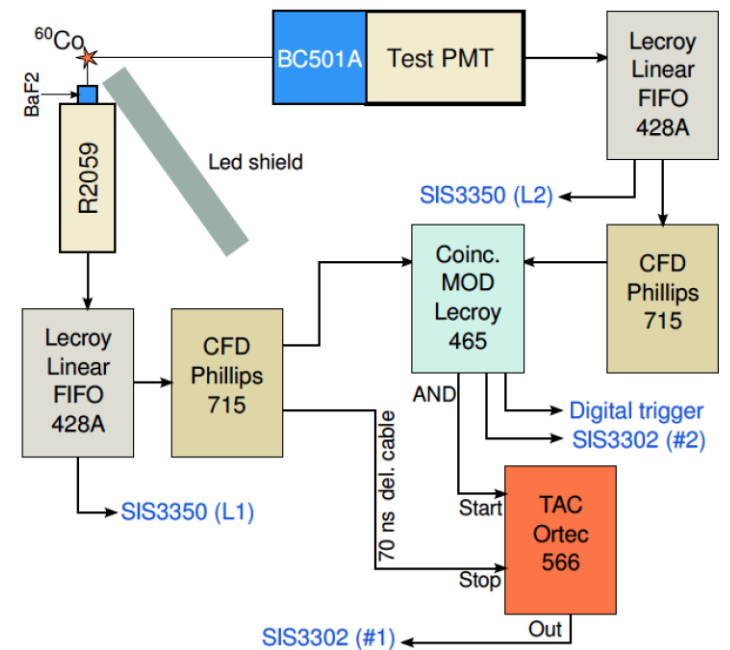 60Co
BaF2
R2059
BC501A
Test PMT
Lecroy
Linear
FIFO
428A
Led shield
SIS3350 (L2)
Coinc.
MOD
Lecroy
465
CFD
Phillips
715
Lecroy
Linear
FIFO
428A
CFD
Phillips
715
AND
Digital trigger
SIS3302 (#2)
70 ns del. cable
SIS3350 (L1)
Start
Stop
TAC
Ortec
566
Out
SIS3302 (#1)